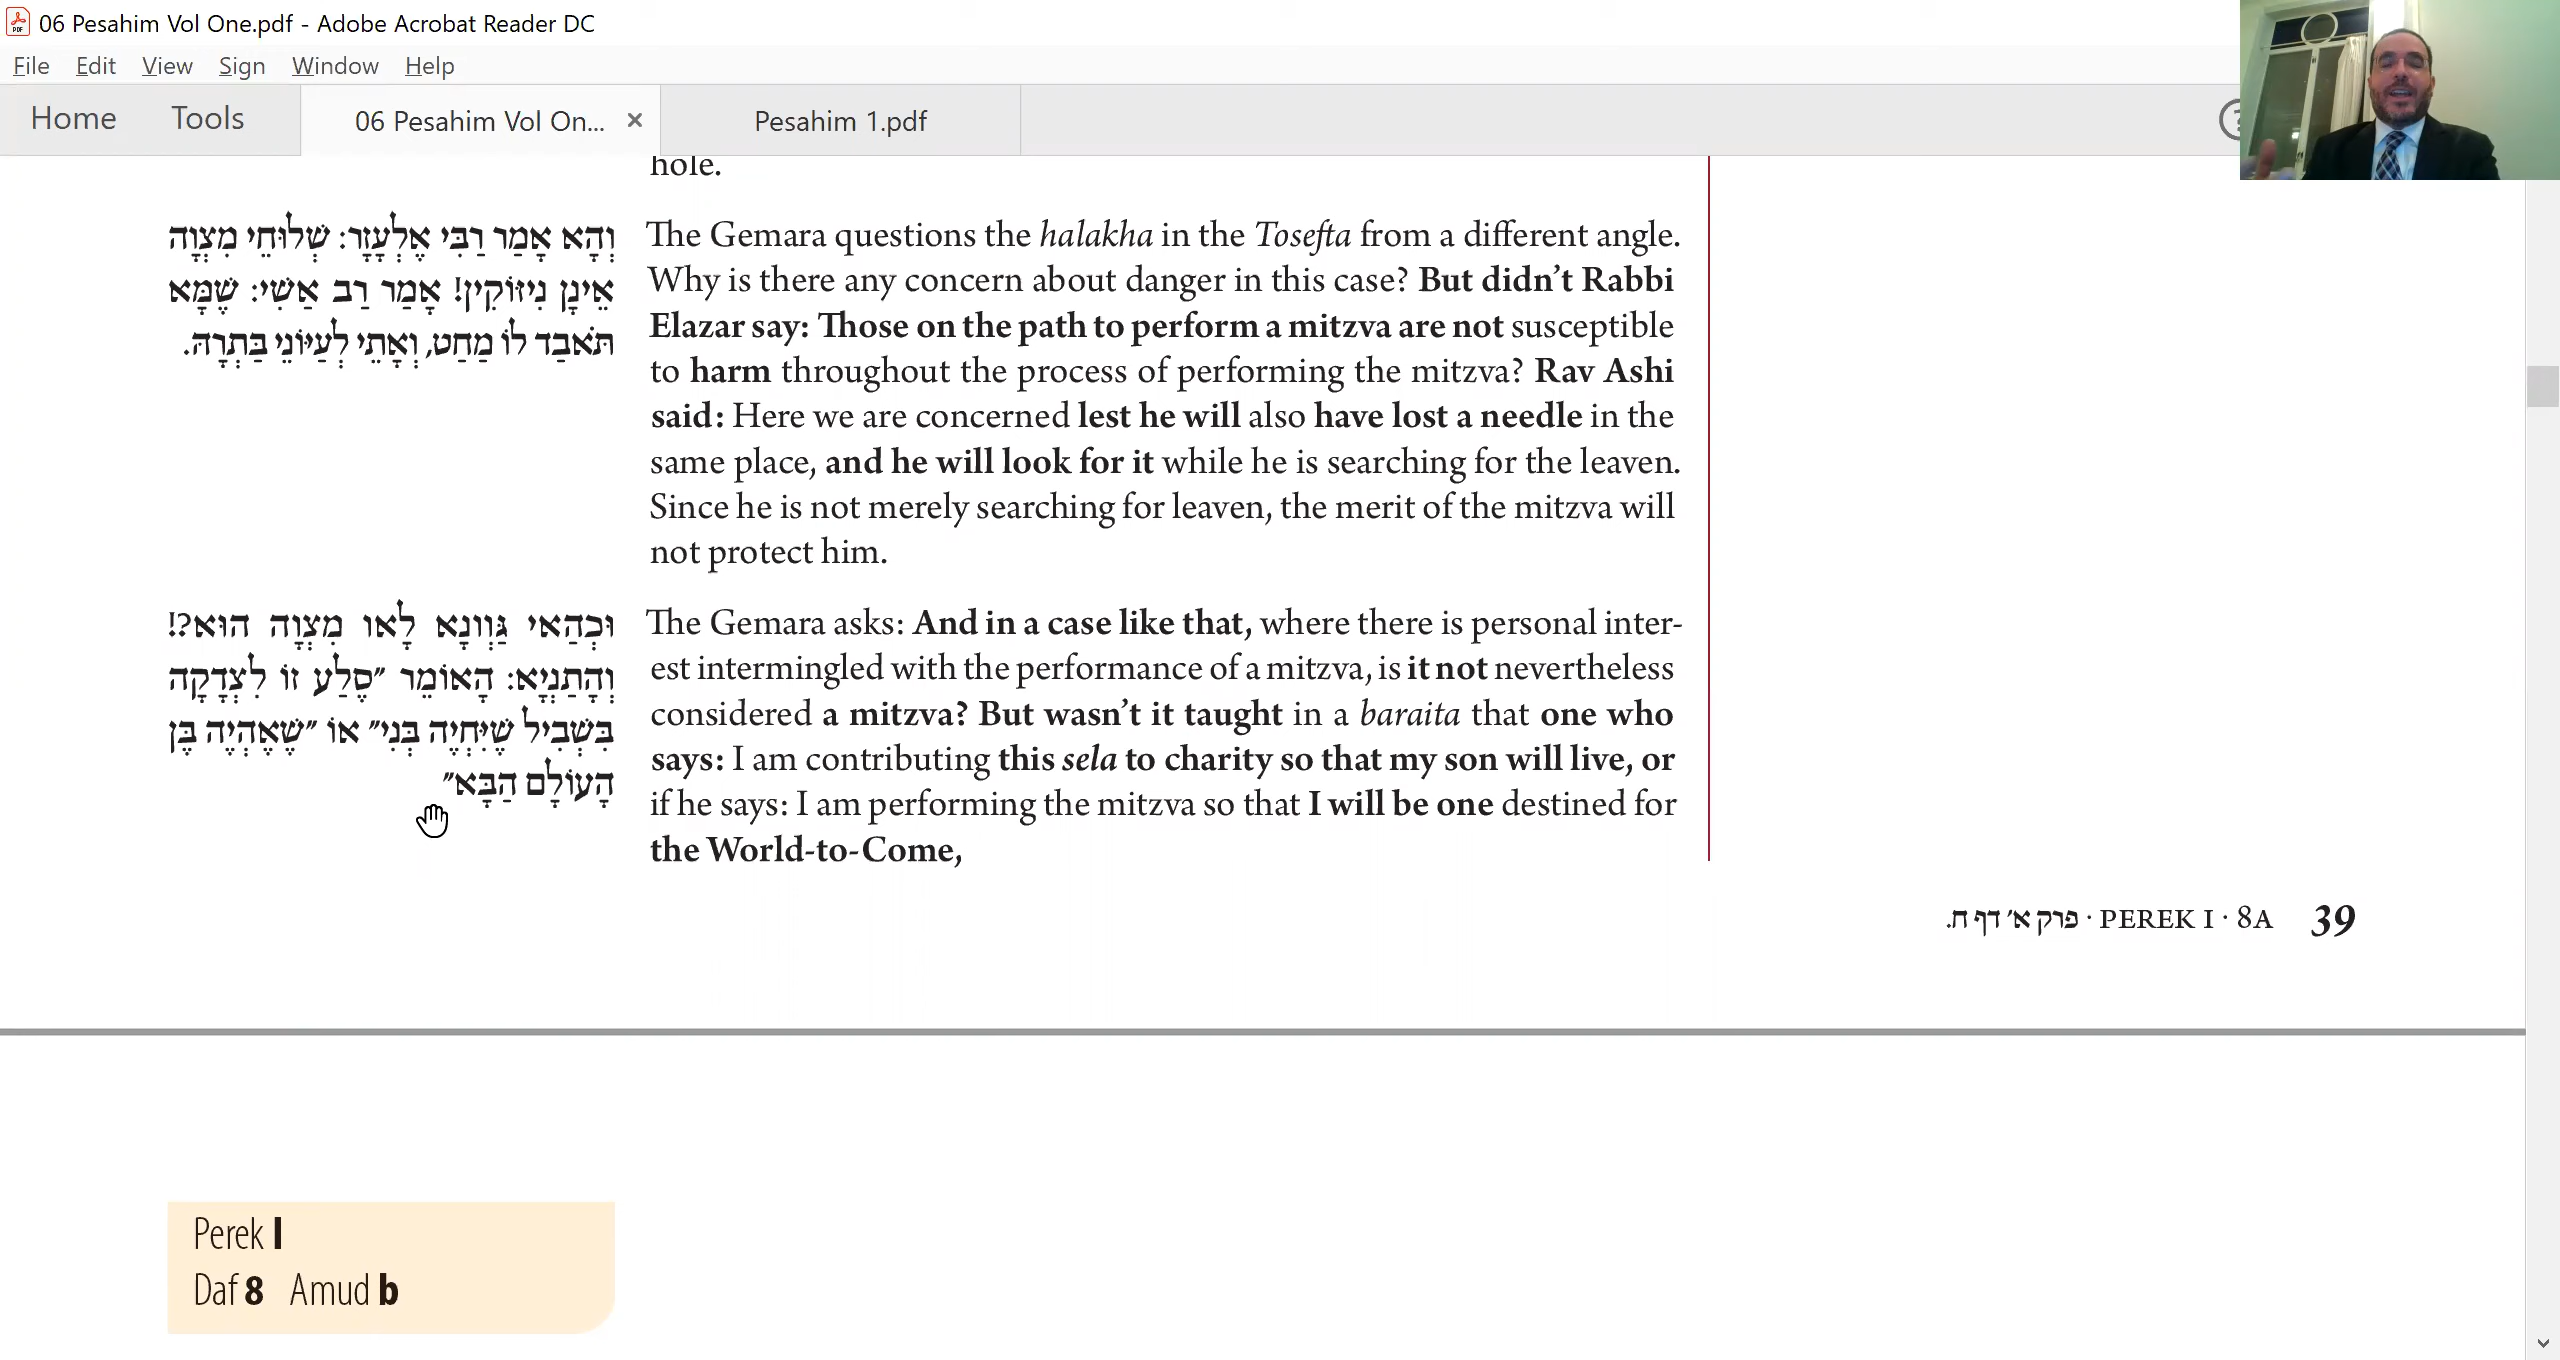 06 Pesahim Vol One.pdf - Adobe Acrobat Reader DC
File Edit View Sign Window Help
Home Tools 06 Pesahim Vol On... × Pesahim 1.pdf
hole.
וְהָא אָמַר רַבִּי אֶלְעָזָר: שְׁלוּחֵי מִצְוָה
אֵינָן נִיזּוֹקִין! אָמַר רַב אַשִׁי: שֶׁמָּא
תֹּאבַד לוֹ מַחַט, וְאָתֵי לְעַיּוֹנֵי בַּתְרָהּ.
The Gemara questions the halakha in the Tosefta from a different angle.
Why is there any concern about danger in this case? But didn’t Rabbi
Elazar say: Those on the path to perform a mitzva are not susceptible
to harm throughout the process of performing the mitzva? Rav Ashi
said: Here we are concerned lest he will also have lost a needle in the
same place, and he will look for it while he is searching for the leaven.
Since he is not merely searching for leaven, the merit of the mitzva will
not protect him.
וּכְהַאי גַּוְונָא לָאו מִצְוָה הוּא?!
וְהָתַנְיָא: הָאוֹמֵר ״סֶלַע זוֹ לִצְדָקָה
בִּשְׁבִיל שֶׁיִּחְיֶה בְּנִי״ אוֹ ״שֶׁאֶהְיֶה בֶּן
הָעוֹלָם הַבָּא״
The Gemara asks: And in a case like that, where there is personal inter-
est intermingled with the performance of a mitzva, is it not nevertheless
considered a mitzva? But wasn’t it taught in a baraita that one who
says: I am contributing this sela to charity so that my son will live, or
if he says: I am performing the mitzva so that I will be one destined for
the World-to-Come,
פרק א׳ דף ח. · PEREK I · 8A 39
Perek I
Daf 8 Amud b